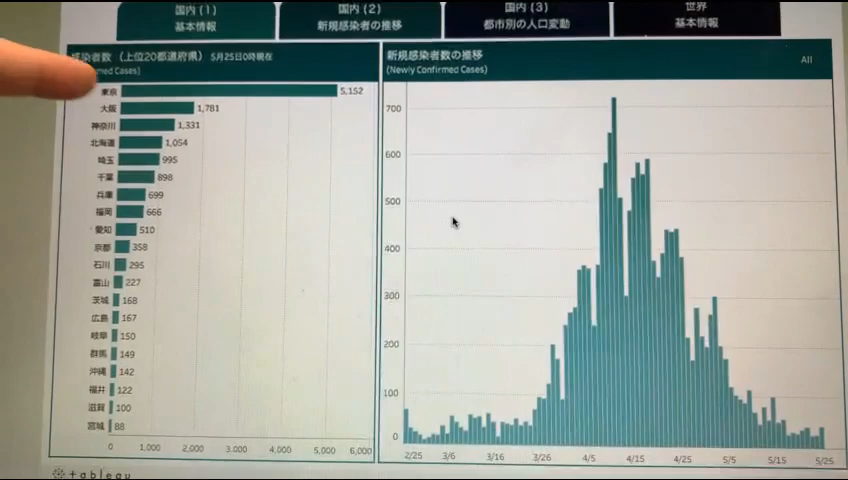 国内 (1)
基本情報
国内 (2)
新規感染者の推移
国内 (3)
都市別の人口変動
世界
基本情報
感染者数 (上位20都道府県) 5月25日0時現在
med Cases)
東京 5,152
大阪 1,781
神奈川 1,331
北海道 1,054
埼玉 995
千葉 898
兵庫 699
福岡 666
愛知 510
京都 358
石川 295
富山 227
茨城 168
広島 167
岐阜 150
群馬 149
沖縄 142
福井 122
滋賀 100
宮城 88
0 1,000 2,000 3,000 4,000 5,000 6,000
新規感染者数の推移
(Newly Confirmed Cases)
All
700
600
500
400
300
200
100
0
2/25 3/6 3/16 3/26 4/5 4/15 4/25 5/5 5/15 5/25
tableau